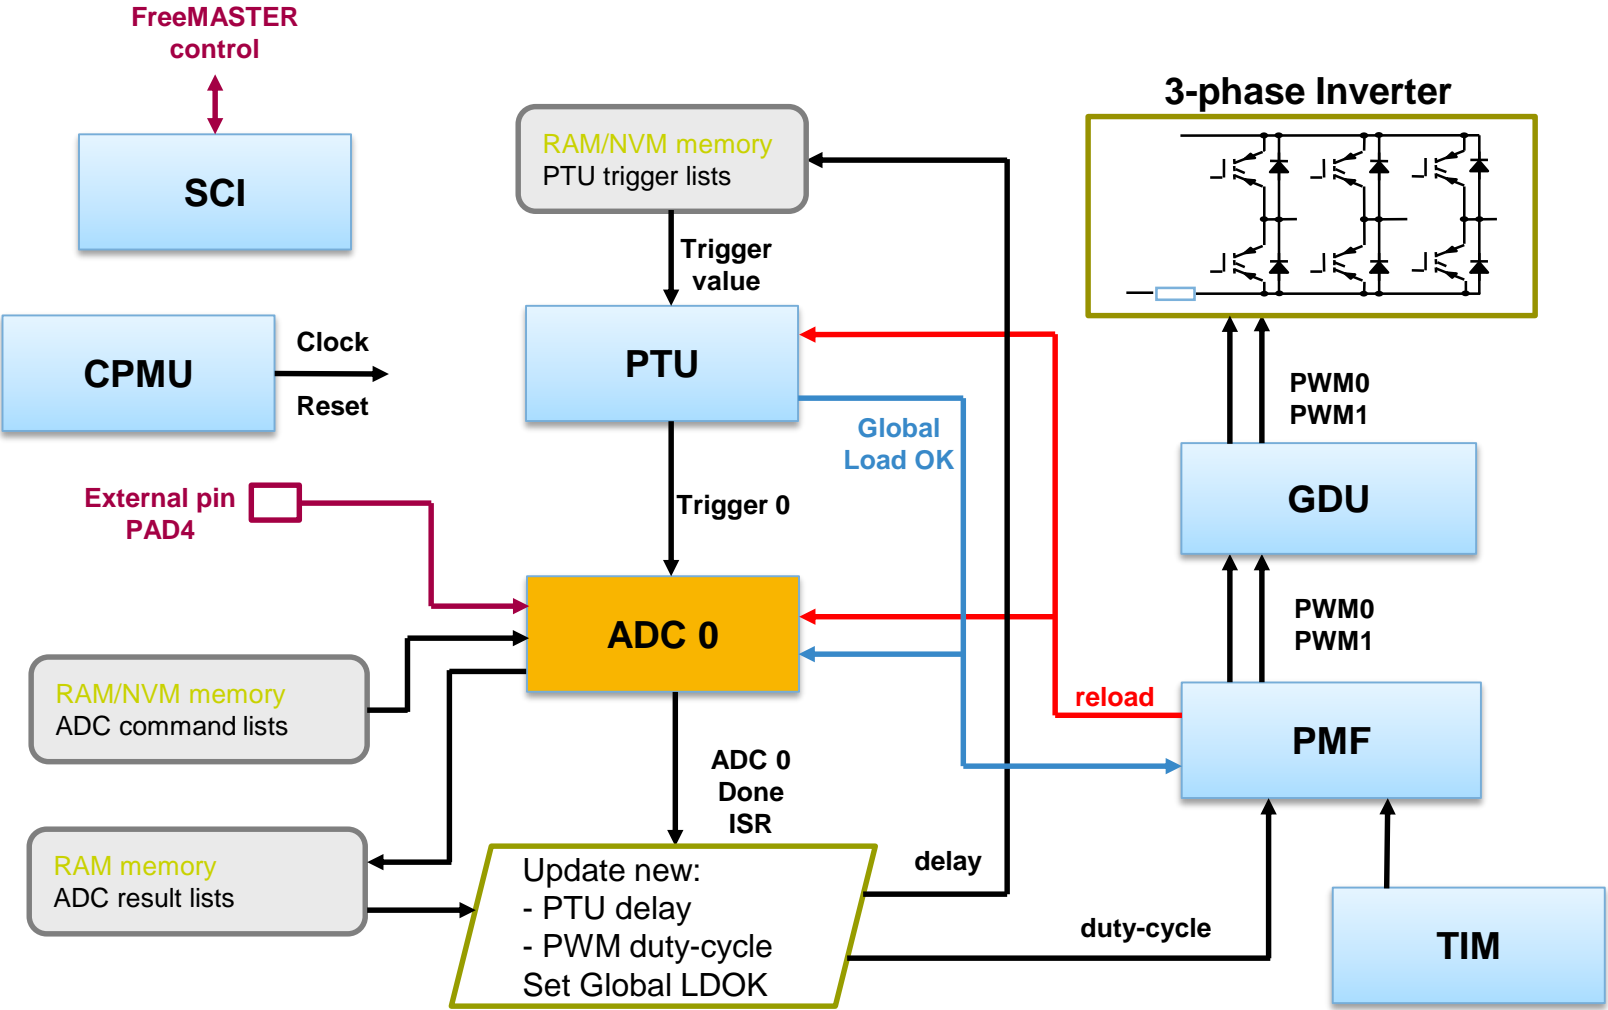 FreeMASTER
control
SCI
RAM/NVM memory
PTU trigger lists
3-phase Inverter
Trigger
value
CPMU
Clock
Reset
PTU
Global
Load OK
PWM0
PWM1
GDU
External pin
PAD4
Trigger 0
ADC 0
PWM0
PWM1
RAM/NVM memory
ADC command lists
reload
PMF
ADC 0
Done
ISR
RAM memory
ADC result lists
Update new:
- PTU delay
- PWM duty-cycle
Set Global LDOK
delay
duty-cycle
TIM